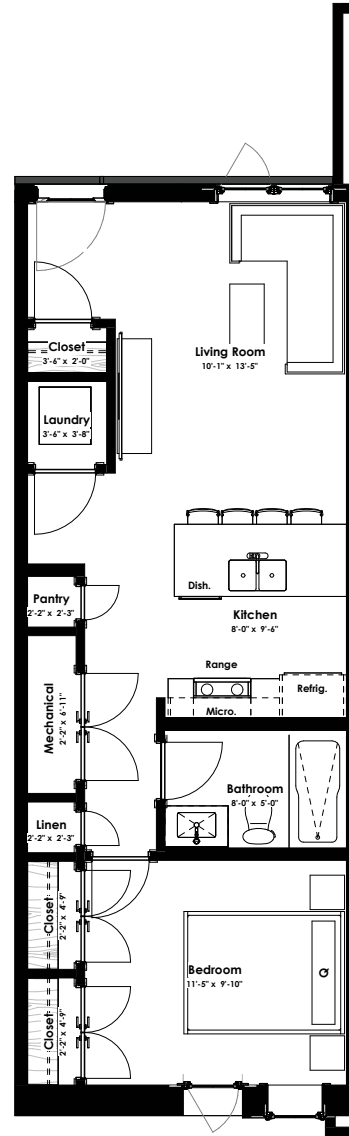 Closet
3'-6" x 2'-0"
Living Room
10'-1" x 13'-5"
Laundry
3'-6" x 3'-8"
Dish.
Pantry
2'-2" x 2'-3"
Kitchen
8'-0" x 9'-6"
Range
Refrig.
Micro.
Mechanical
2'-2" x 6'-11"
Bathroom
8'-0" x 5'-0"
Linen
2'-2" x 2'-3"
Closet
2'-2" x 4'-9"
Bedroom
11'-5" x 9'-10"
Q
Closet
2'-2" x 4'-9"